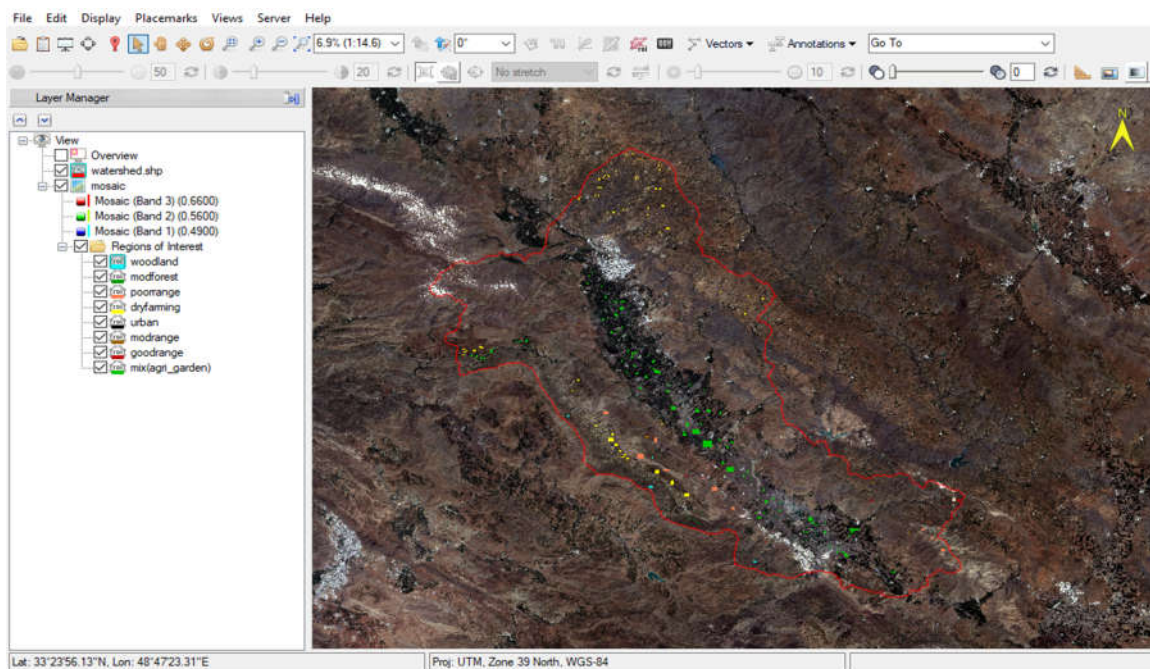 File Edit Display Placemarks Views Server Help
6.9% (1:14.6) 0° Vectors Annotations Go To
50 20 No stretch 10 0
Layer Manager
View
Overview
watershed.shp
mosaic
Mosaic (Band 3) (0.6600)
Mosaic (Band 2) (0.5600)
Mosaic (Band 1) (0.4900)
Regions of Interest
woodland
modforest
poorrange
dryfarming
urban
modrange
goodrange
mix(agri_garden)
N
Lat: 33°23'56.13"N, Lon: 48°47'23.31"E Proj: UTM, Zone 39 North, WGS-84